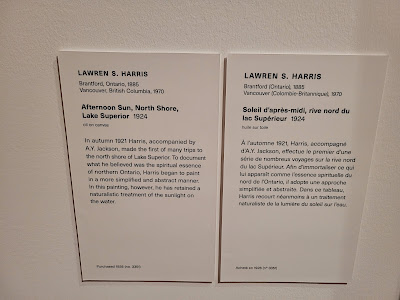 LAWREN S. HARRIS
Brantford, Ontario, 1885
Vancouver, British Columbia, 1970
Afternoon Sun, North Shore,
Lake Superior 1924
oil on canvas
In autumn 1921 Harris, accompanied
by A.Y. Jackson, made the first of many trips to
the north shore of Lake Superior. To document
what he believed was the spiritual essence
of northern Ontario, Harris began to paint
in a more simplified and abstract manner.
In this painting, however, he has retained a
naturalistic treatment of the sunlight on
the water.
Purchased
LAWREN S. HARRIS
Brantford (Ontario), 1885
Vancouver (Colombie-Britannique), 1970
Soleil d'après-midi, rive nord du
lac Supérieur 1924
huile sur toile
À l'automne 1921, Harris, accompagné
d'A.Y. Jackson, effectue le premier d'une
série de nombreux voyages sur la rive nord
du lac Supérieur. Afin d'immortaliser ce qui
lui apparaît comme l'essence spirituelle du
nord de l'Ontario, il adopte une approche
simplifiée et abstraite. Dans ce tableau,
Harris recourt néanmoins à un traitement
naturaliste de la lumière du soleil sur l'eau.